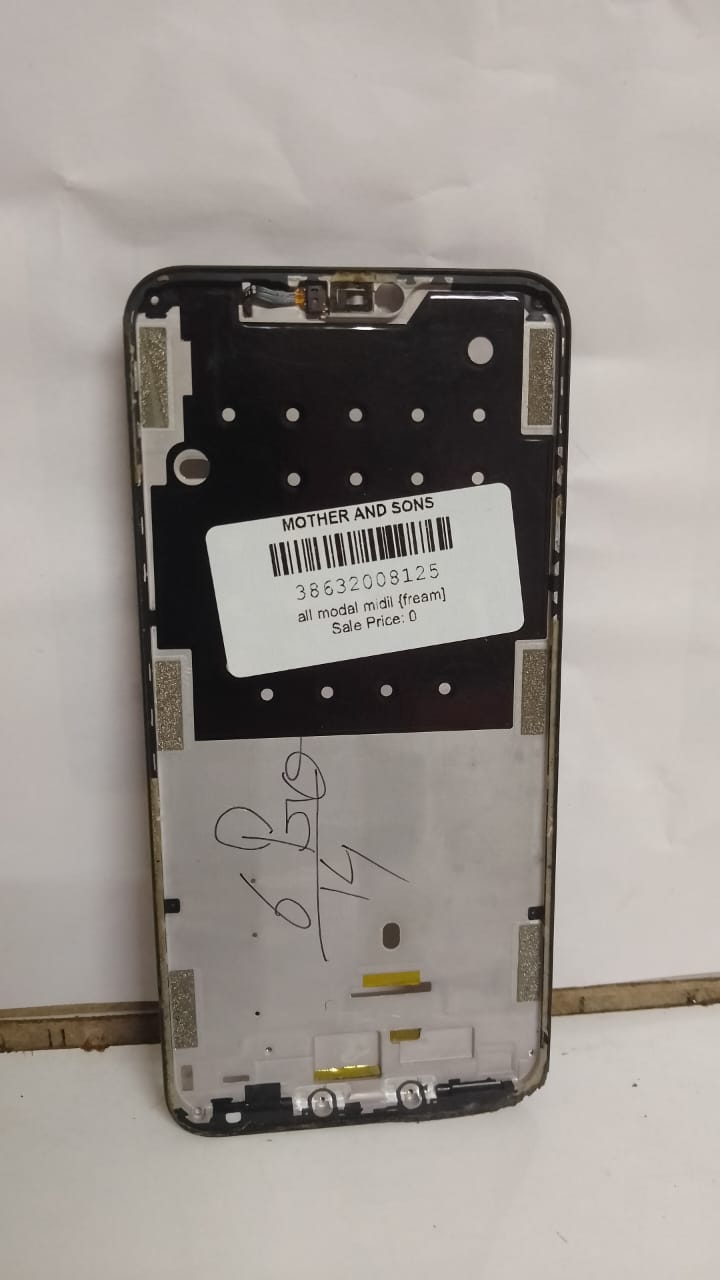 MOTHER AND SONS
38632008125
all modal midil {fream]
Sale Price: 0